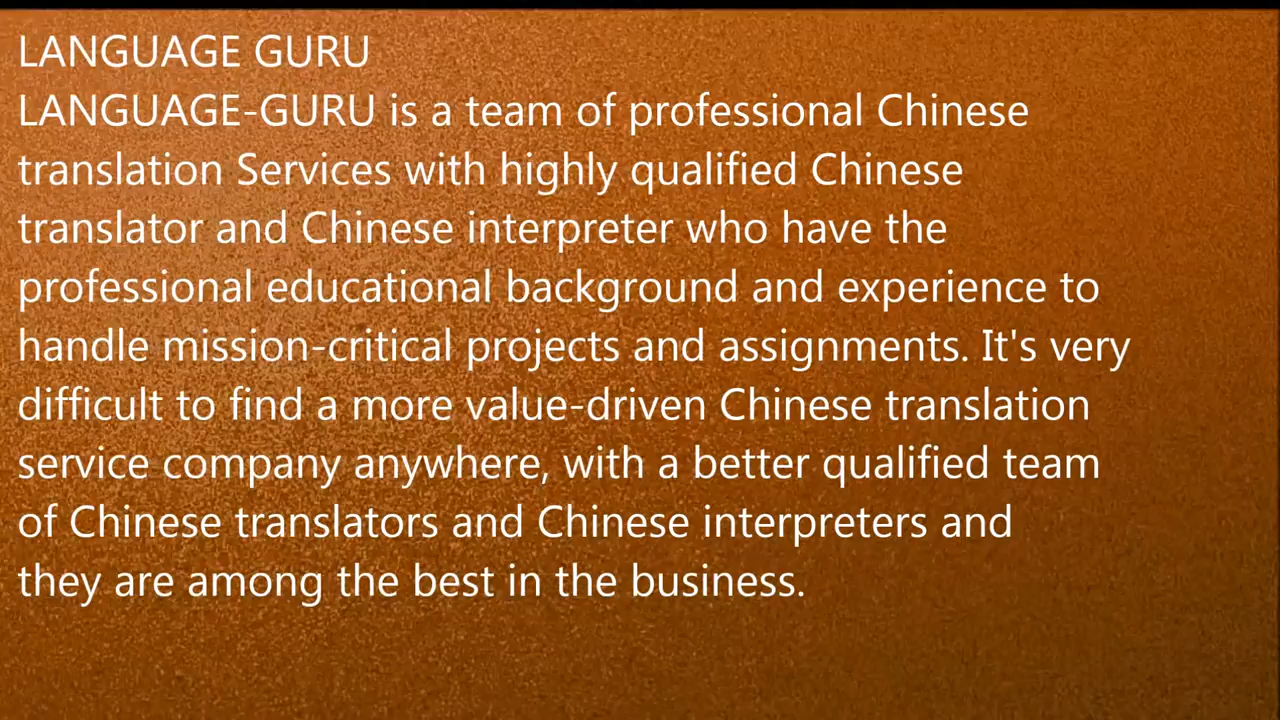 LANGUAGE GURU
LANGUAGE-GURU is a team of professional Chinese
translation Services with highly qualified Chinese
translator and Chinese interpreter who have the
professional educational background and experience to
handle mission-critical projects and assignments. It's very
difficult to find a more value-driven Chinese translation
service company anywhere, with a better qualified team
of Chinese translators and Chinese interpreters and
they are among the best in the business.